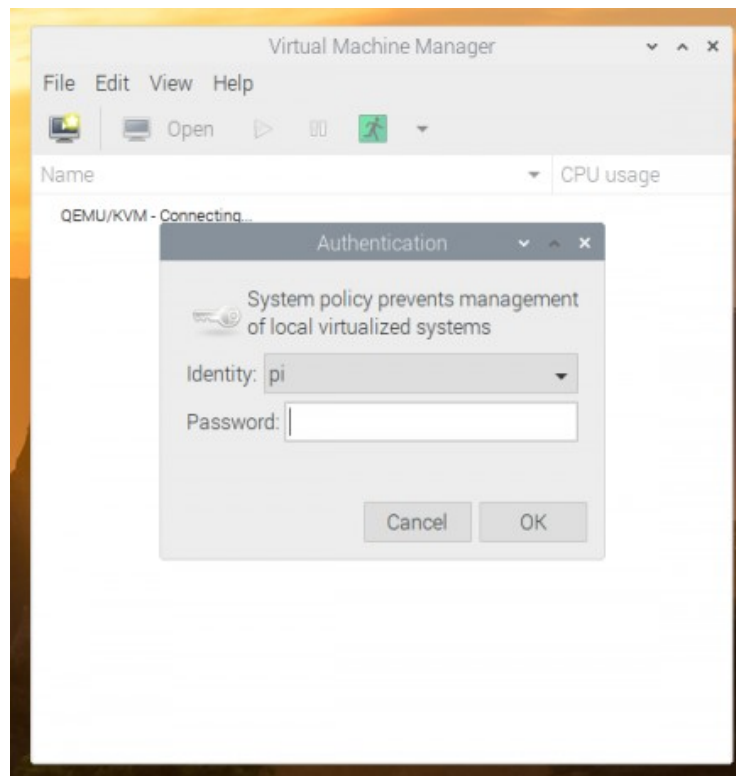 Virtual Machine Manager
File Edit View Help
Open
Name CPU usage
QEMU/KVM - Connecting...
Authentication
System policy prevents management
of local virtualized systems
Identity: pi
Password:
Cancel OK